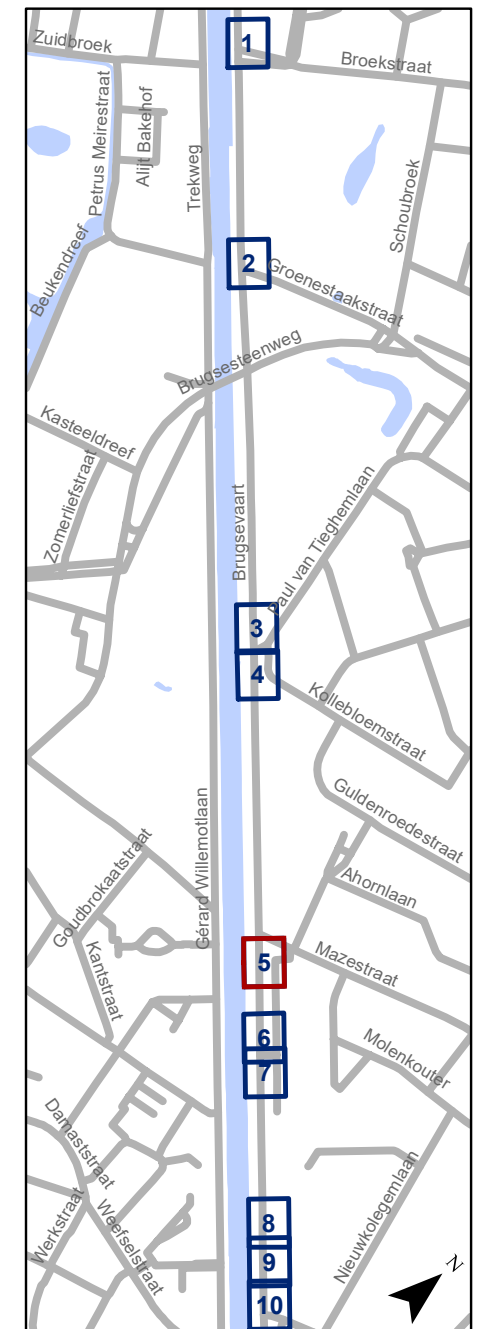 1
Zuidbroek
Broekstraat
Petrus Meirestraat
Alijt Bakehof
Trekweg
Schoubroek
Beukendreef
2
Groenestaakstraat
Brugsesteenweg
Kasteeldreef
Zomerliefstraat
Brugsevaart
Paul van Tieghemlaan
3
4
Kollebloemstraat
Guldenroedestraat
Gérard Willemotlaan
Goudbrokaatstraat
Ahornlaan
Kantstraat
5
Mazestraat
6
Molenkouter
7
Damaststraat
Werkstraat
Weefselstraat
Nieuwkolegemlaan
8
9
N
10